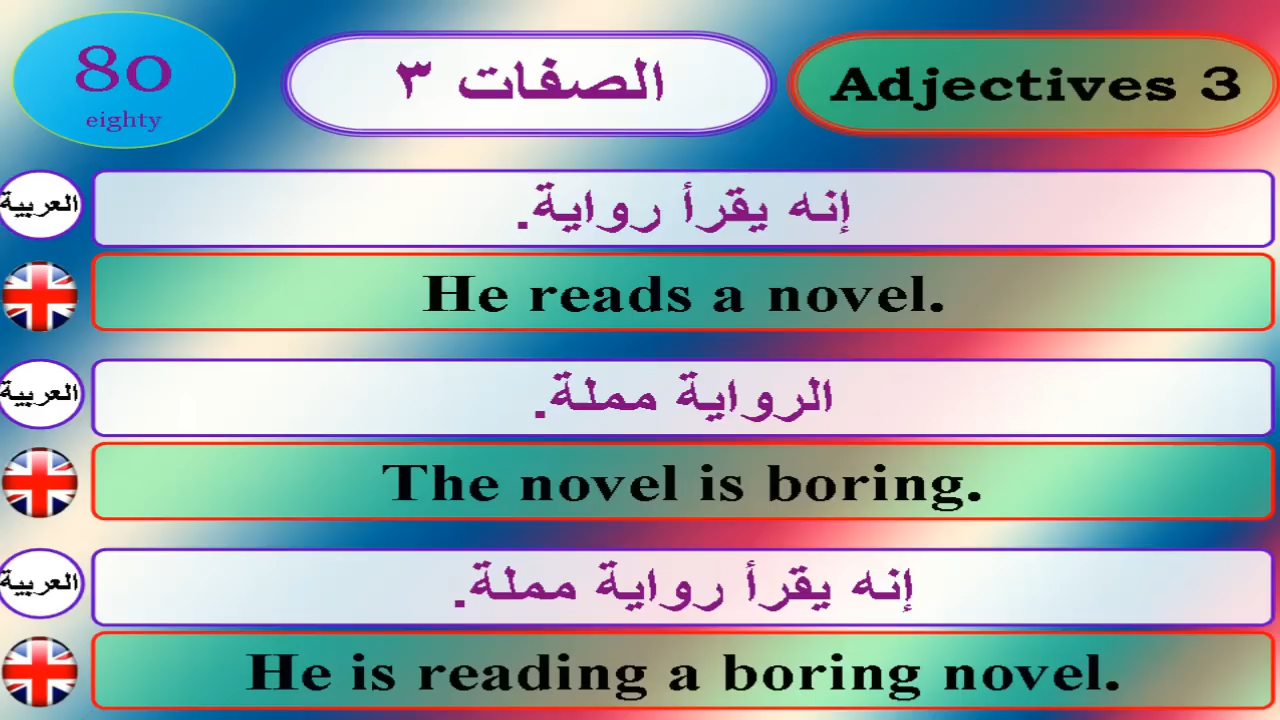 80
eighty
الصفات ٣
Adjectives 3
العربية
إنه يقرأ رواية.
He reads a novel.
العربية
الرواية مملة.
The novel is boring.
العربية
إنه يقرأ رواية مملة.
He is reading a boring novel.